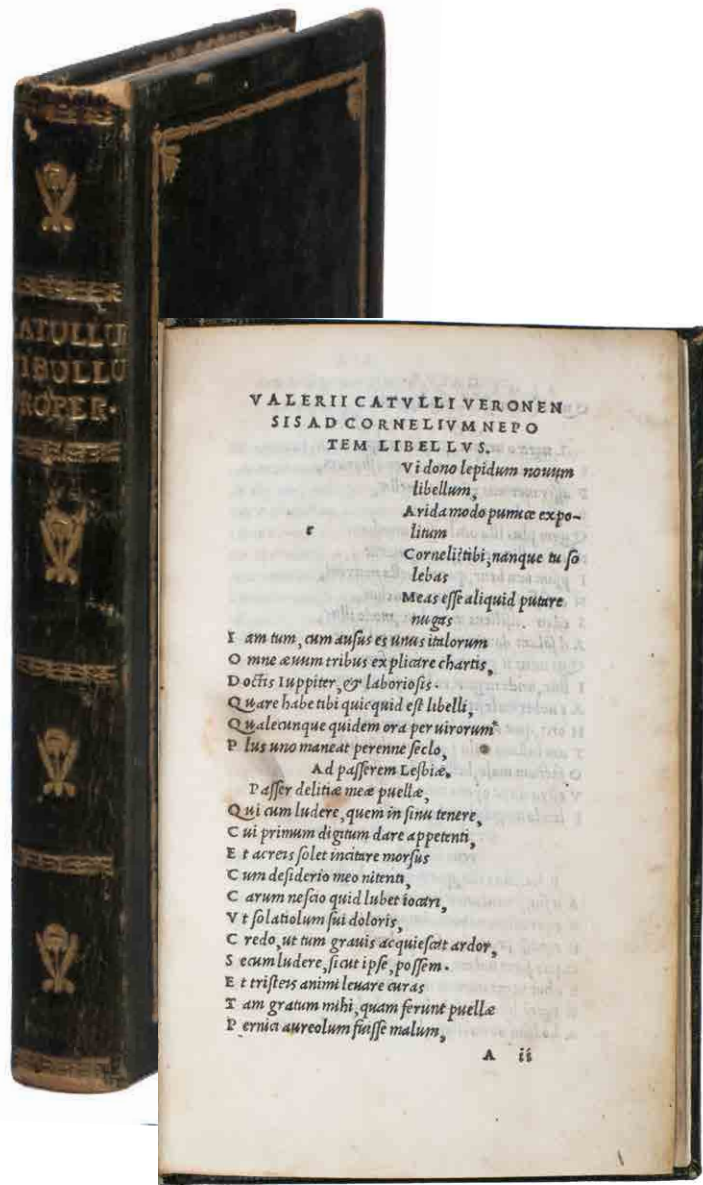 CATULLU
TIBOLLU
ROPER·
VALERII CATVLLI VERONEN
SIS AD CORNELIVM NEPO
TEM LIBELLVS.
Vi dono lepidum nouum
libellum,
Arida modo pumice expo-
litum
c
Corneli tibi, nanque tu so
lebas
Meas esse aliquid putare
nugas
I am tum, cum ausus es unus italorum
O mne æuum tribus explicare chartis,
D octis Iuppiter, & laboriosis.
Q uare habe tibi quicquid est libelli,
Q ualecunque quidem ora per uirorum
P lus uno maneat perenne seclo,
Ad passerem Lesbiæ.
Passer delitiæ meæ puellæ,
Q ui cum ludere, quem in sinu tenere,
C ui primum digitum dare appetenti,
E t acreis solet incitare morsus
C um desiderio meo nitenti,
C arum nescio quid lubet iocari,
V t solatiolum sui doloris,
C redo, ut tum grauis acquiescat ardor,
S ecum ludere, sicut ipse, possem.
E t tristeis animi leuare curas
T am gratum mihi, quam ferunt puellæ
P ernici aureolum fuisse malum,
A ii